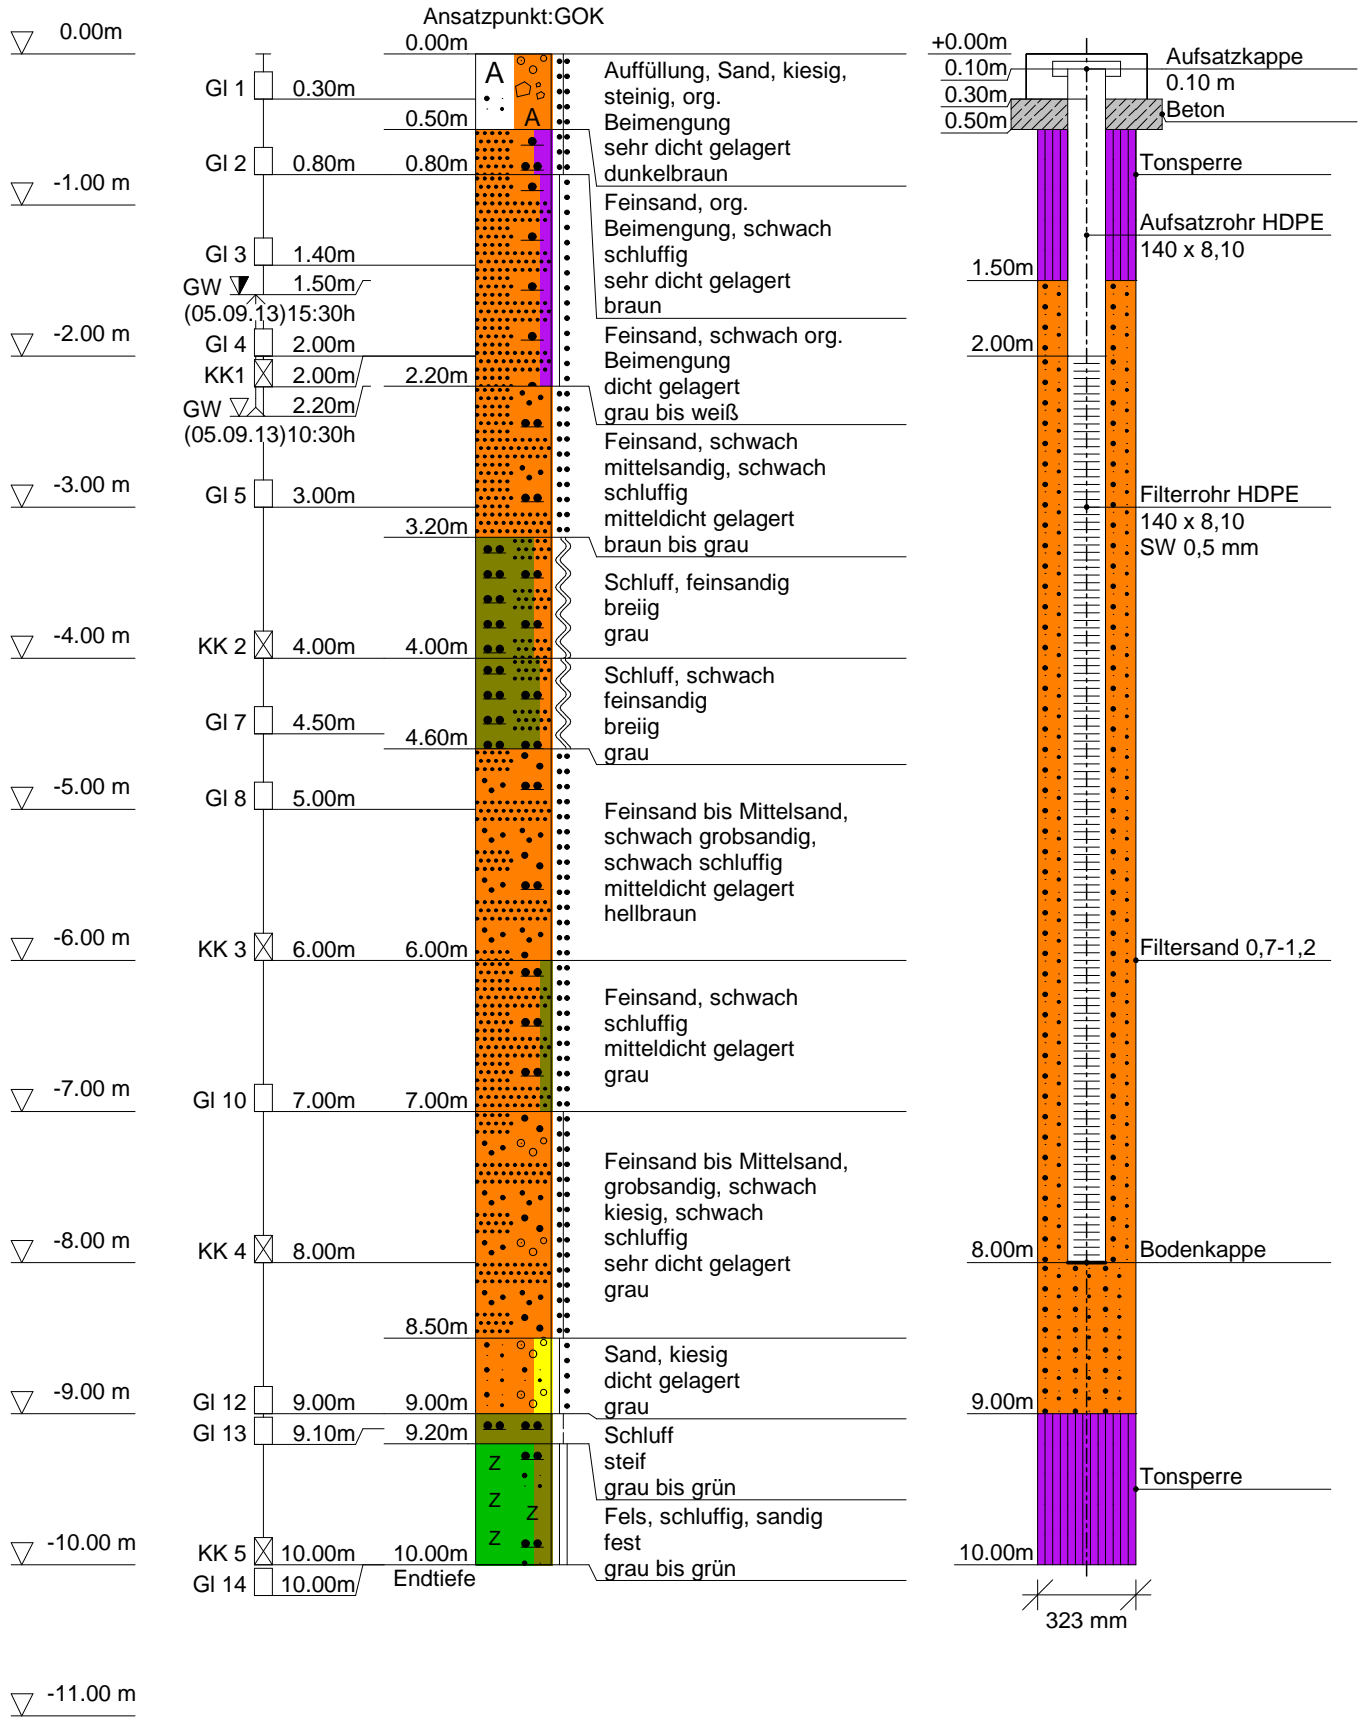 Ansatzpunkt:GOK
0.00m
-1.00 m
-2.00 m
-3.00 m
-4.00 m
-5.00 m
-6.00 m
-7.00 m
-8.00 m
-9.00 m
-10.00 m
-11.00 m
GI 1 0.30m
GI 2 0.80m
GI 3 1.40m
GW 1.50m
(05.09.13)15:30h
GI 4 2.00m
KK1 2.00m
GW 2.20m
(05.09.13)10:30h
GI 5 3.00m
KK 2 4.00m
GI 7 4.50m
GI 8 5.00m
KK 3 6.00m
GI 10 7.00m
KK 4 8.00m
GI 12 9.00m
GI 13 9.10m
KK 5 10.00m
GI 14 10.00m
0.00m
0.50m
0.80m
2.20m
3.20m
4.00m
4.60m
6.00m
7.00m
8.50m
9.00m
9.20m
10.00m
Endtiefe
A
A
Z
Z
Z
Z
Auffüllung, Sand, kiesig,
steinig, org.
Beimengung
sehr dicht gelagert
dunkelbraun
Feinsand, org.
Beimengung, schwach
schluffig
sehr dicht gelagert
braun
Feinsand, schwach org.
Beimengung
dicht gelagert
grau bis weiß
Feinsand, schwach
mittelsandig, schwach
schluffig
mitteldicht gelagert
braun bis grau
Schluff, feinsandig
breiig
grau
Schluff, schwach
feinsandig
breiig
grau
Feinsand bis Mittelsand,
schwach grobsandig,
schwach schluffig
mitteldicht gelagert
hellbraun
Feinsand, schwach
schluffig
mitteldicht gelagert
grau
Feinsand bis Mittelsand,
grobsandig, schwach
kiesig, schwach
schluffig
sehr dicht gelagert
grau
Sand, kiesig
dicht gelagert
grau
Schluff
steif
grau bis grün
Fels, schluffig, sandig
fest
grau bis grün
+0.00m
0.10m
0.30m
0.50m
1.50m
2.00m
8.00m
9.00m
10.00m
Aufsatzkappe
0.10 m
Beton
Tonsperre
Aufsatzrohr HDPE
140 x 8,10
Filterrohr HDPE
140 x 8,10
SW 0,5 mm
Filtersand 0,7-1,2
Bodenkappe
Tonsperre
323 mm